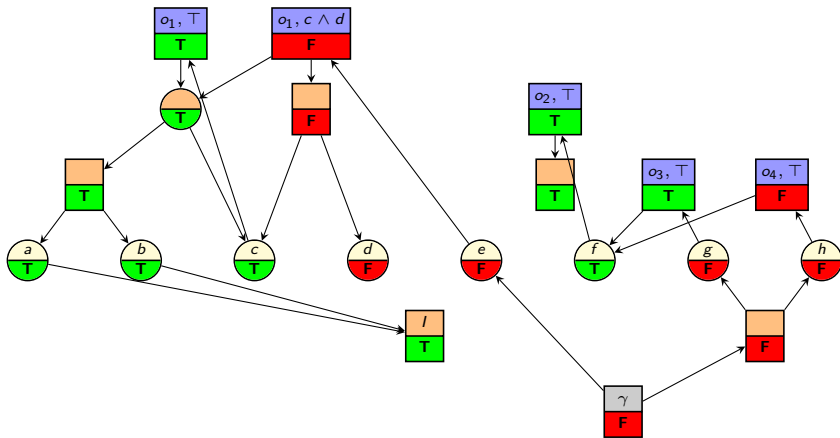 o₁, ⊤
T
o₁, c ∧ d
F
T
F
o₂, ⊤
T
T
T
o₃, ⊤
T
o₄, ⊤
F
a
T
b
T
c
T
d
F
e
F
f
T
g
F
h
F
I
T
F
γ
F